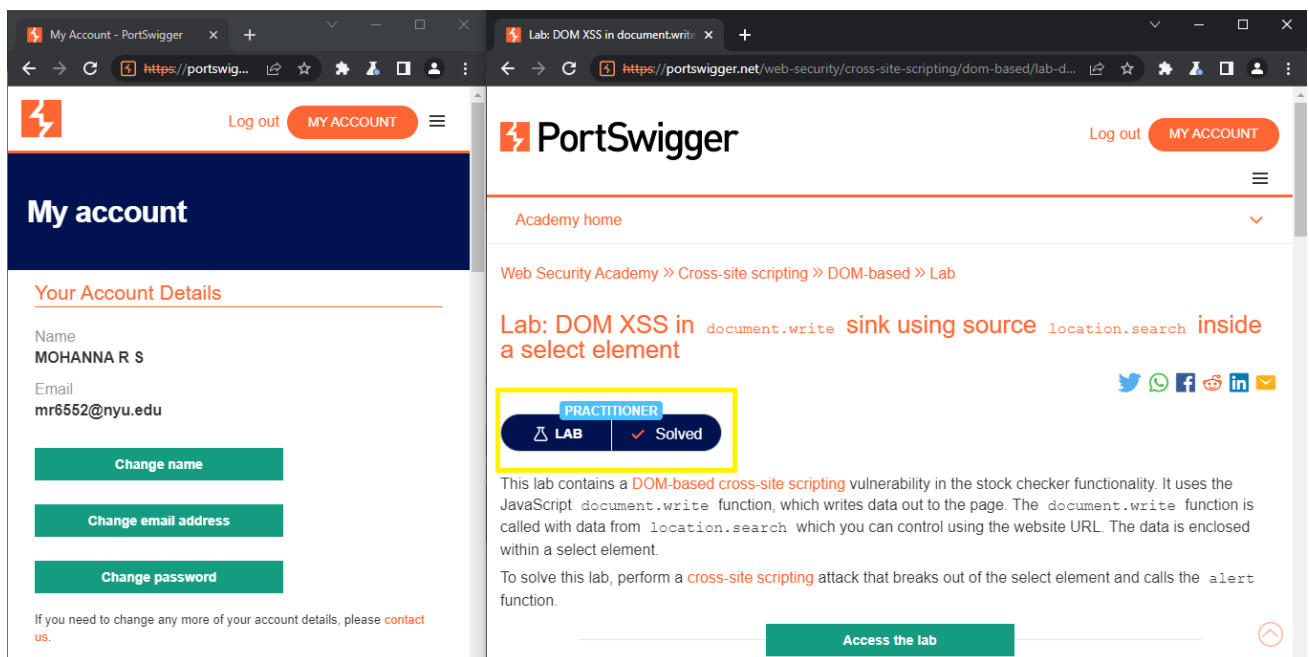 My Account - PortSwigger
https://portswig...
Log out MY ACCOUNT
My account
Your Account Details
Name
MOHANNA R S
Email
mr6552@nyu.edu
Change name
Change email address
Change password
If you need to change any more of your account details, please contact
us.
Lab: DOM XSS in document.write
https://portswigger.net/web-security/cross-site-scripting/dom-based/lab-d...
PortSwigger
Log out MY ACCOUNT
Academy home
Web Security Academy » Cross-site scripting » DOM-based » Lab
Lab: DOM XSS in document.write sink using source location.search inside
a select element
PRACTITIONER
LAB Solved
This lab contains a DOM-based cross-site scripting vulnerability in the stock checker functionality. It uses the
JavaScript document.write function, which writes data out to the page. The document.write function is
called with data from location.search which you can control using the website URL. The data is enclosed
within a select element.
To solve this lab, perform a cross-site scripting attack that breaks out of the select element and calls the alert
function.
Access the lab